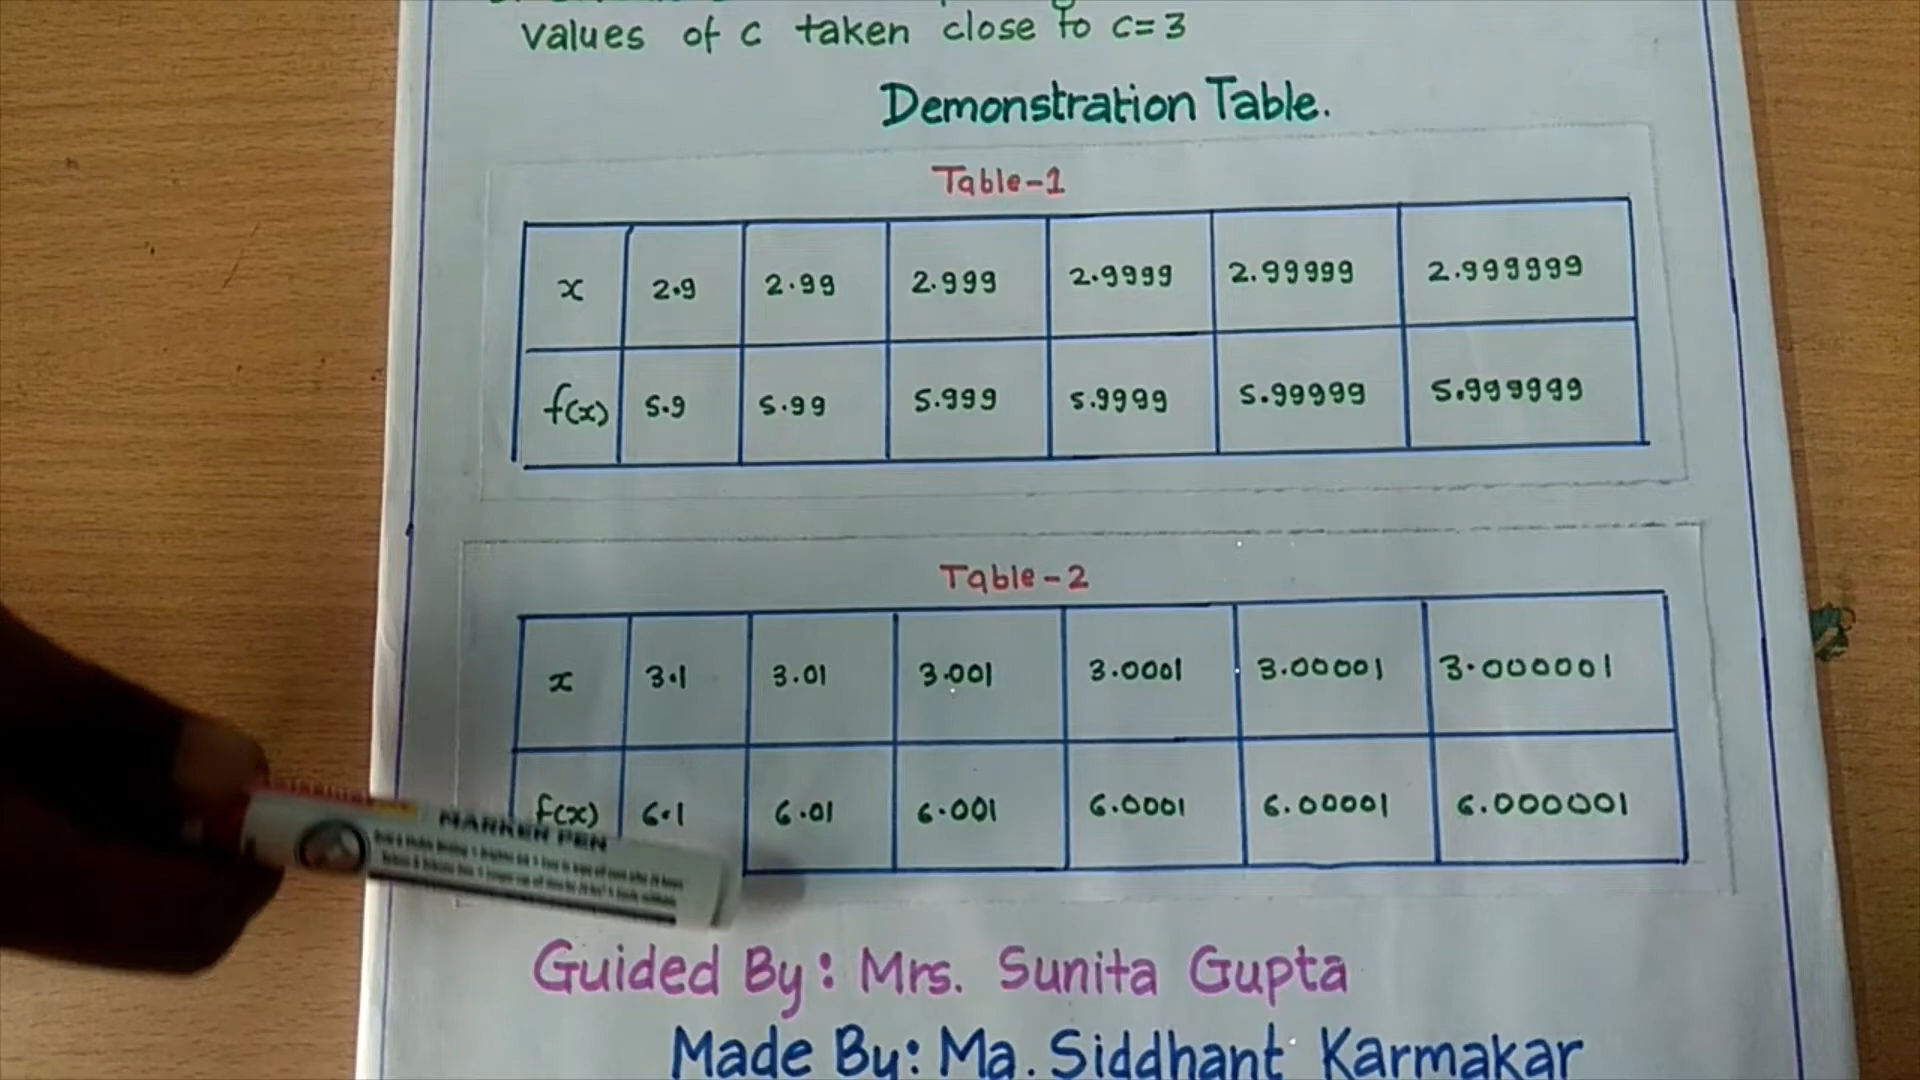 values of c taken close to c=3
Demonstration Table.
Table-1
x 2.9 2.99 2.999 2.9999 2.99999 2.999999
f(x) 5.9 5.99 5.999 5.9999 5.99999 5.999999
Table-2
x 3.1 3.01 3.001 3.0001 3.00001 3.000001
f(x) 6.1 6.01 6.001 6.0001 6.00001 6.000001
MARKER PEN
Guided By: Mrs. Sunita Gupta
Made By: Ma. Siddhant Karmakar